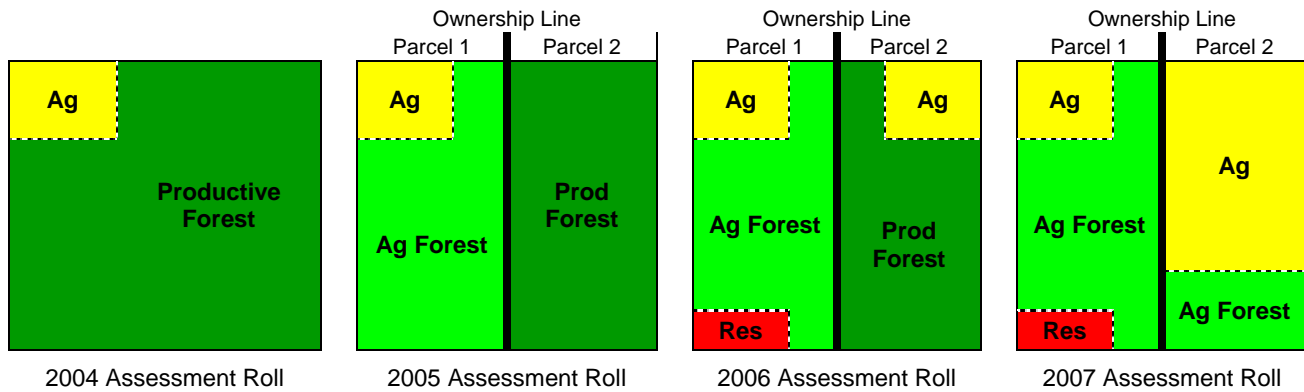 Ownership Line
Parcel 1 Parcel 2
Ownership Line
Parcel 1 Parcel 2
Ownership Line
Parcel 1 Parcel 2
Ag
Productive
Forest
2004 Assessment Roll
Ag
Ag Forest
Prod
Forest
2005 Assessment Roll
Ag
Ag Forest
Res
Ag
Prod
Forest
2006 Assessment Roll
Ag
Ag Forest
Res
Ag
Ag Forest
2007 Assessment Roll